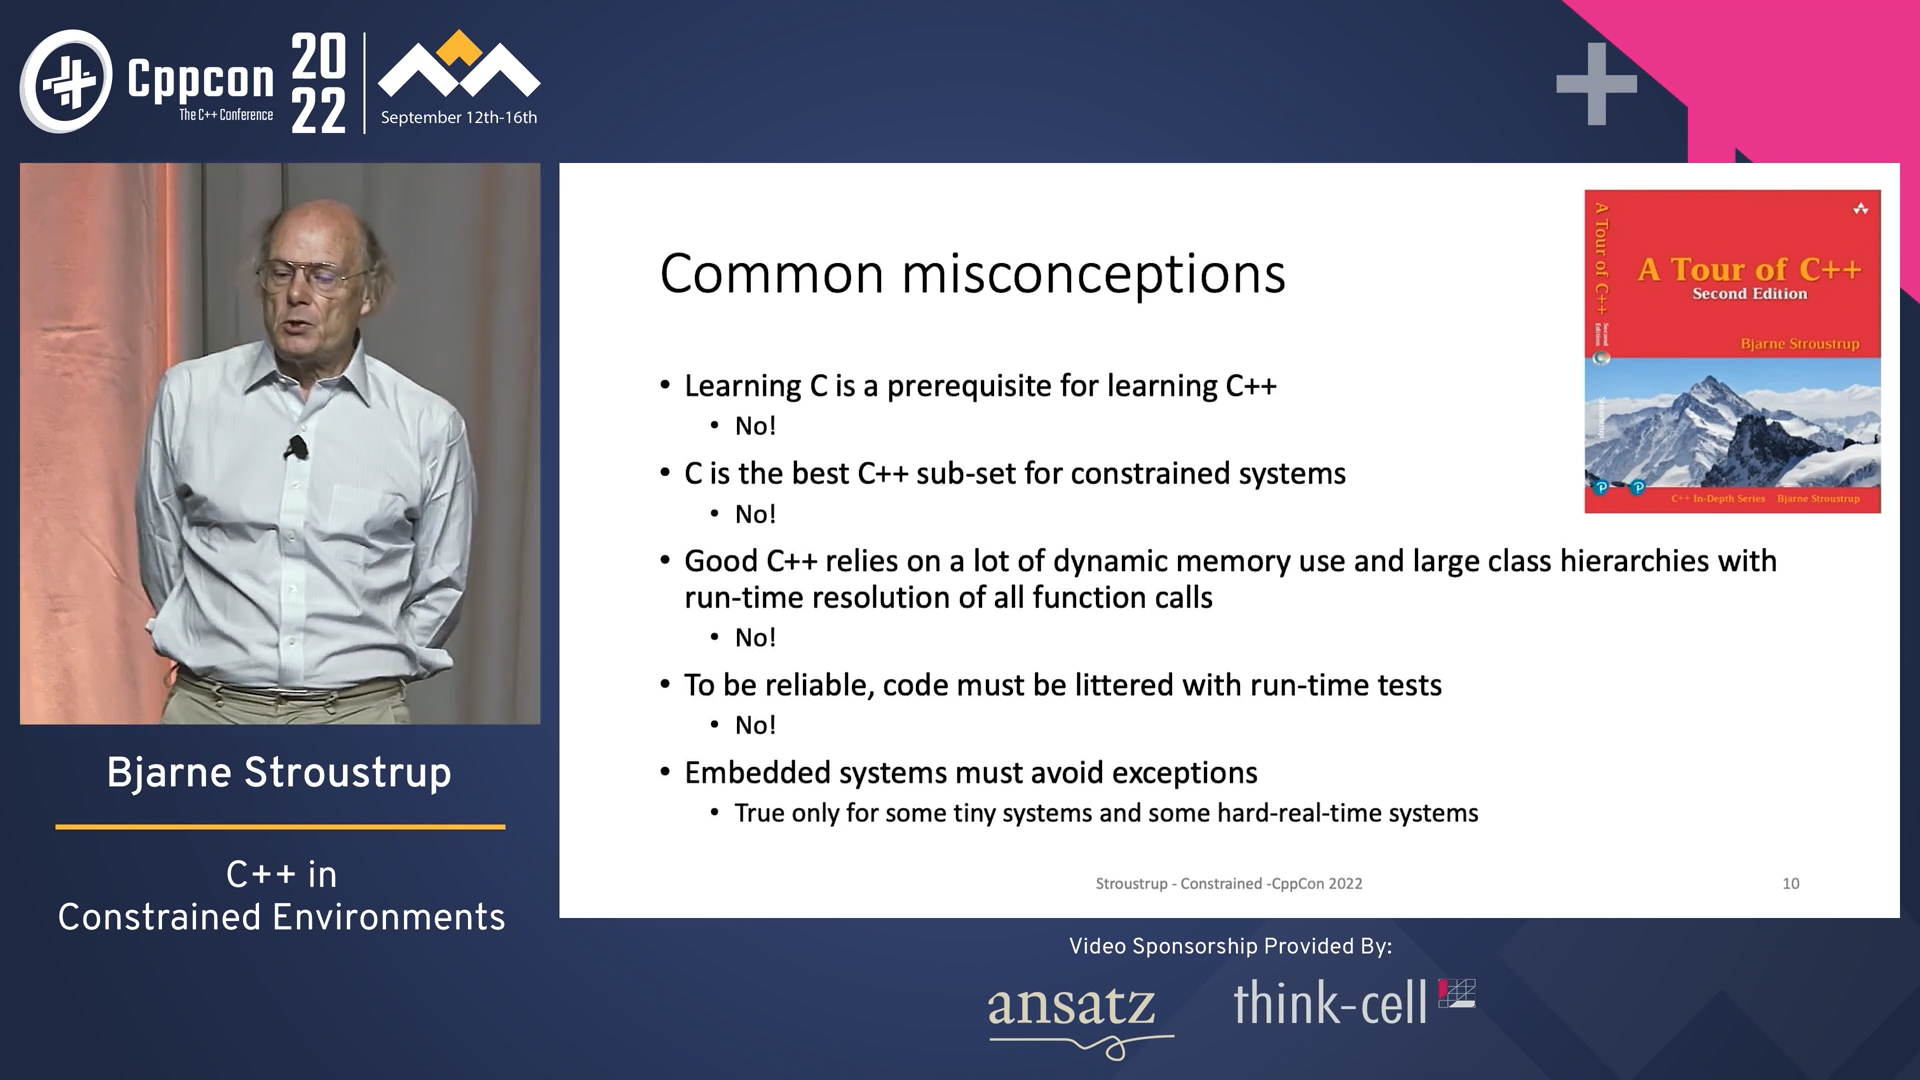 Cppcon
The C++ Conference
20
22
September 12th-16th
Common misconceptions
• Learning C is a prerequisite for learning C++
• No!
• C is the best C++ sub-set for constrained systems
• No!
• Good C++ relies on a lot of dynamic memory use and large class hierarchies with
run-time resolution of all function calls
• No!
• To be reliable, code must be littered with run-time tests
• No!
• Embedded systems must avoid exceptions
• True only for some tiny systems and some hard-real-time systems
Stroustrup - Constrained -CppCon 2022
10
A Tour of C++
Second Edition
Stroustrup
A Tour of C++
Second Edition
Bjarne Stroustrup
C++ In-Depth Series Bjarne Stroustrup
Bjarne Stroustrup
C++ in
Constrained Environments
Video Sponsorship Provided By:
ansatz
think-cell